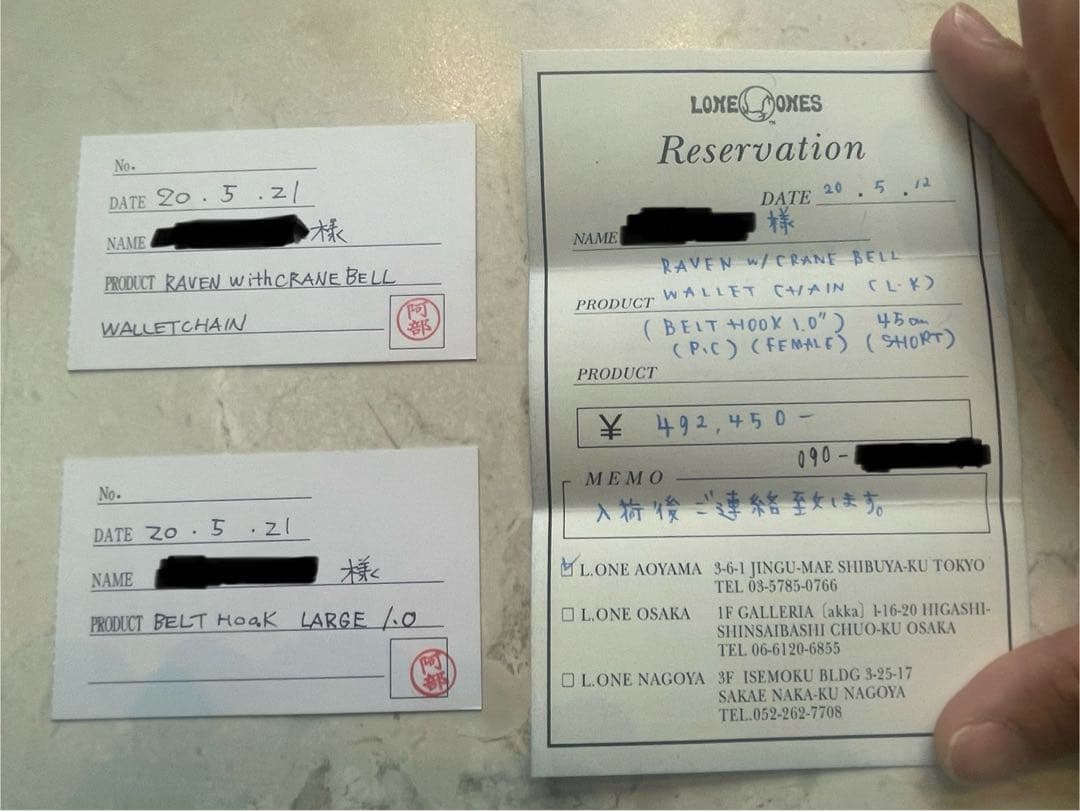 No.
DATE 20.5.21
NAME 様
PRODUCT RAVEN withCRANE BELL
WALLETCHAIN
阿部
No.
DATE 20.5.21
NAME 様
PRODUCT BELT HOOK LARGE 1.0
阿部
LONE ONES
TM
Reservation
DATE 20.5.12
NAME 様
RAVEN W/ CRANE BELL
PRODUCT WALLET CHAIN (L-K)
(BELT HOOK 1.0") 45cm
(P.C) (FEMALE) (SHORT)
PRODUCT
¥ 492,450-
090-
MEMO
入荷後ご連絡致します。
L.ONE AOYAMA 3-6-1 JINGU-MAE SHIBUYA-KU TOKYO
TEL 03-5785-0766
L.ONE OSAKA 1F GALLERIA〔akka〕1-16-20 HIGASHI-
SHINSAIBASHI CHUO-KU OSAKA
TEL 06-6120-6855
L.ONE NAGOYA 3F ISEMOKU BLDG 3-25-17
SAKAE NAKA-KU NAGOYA
TEL.052-262-7708